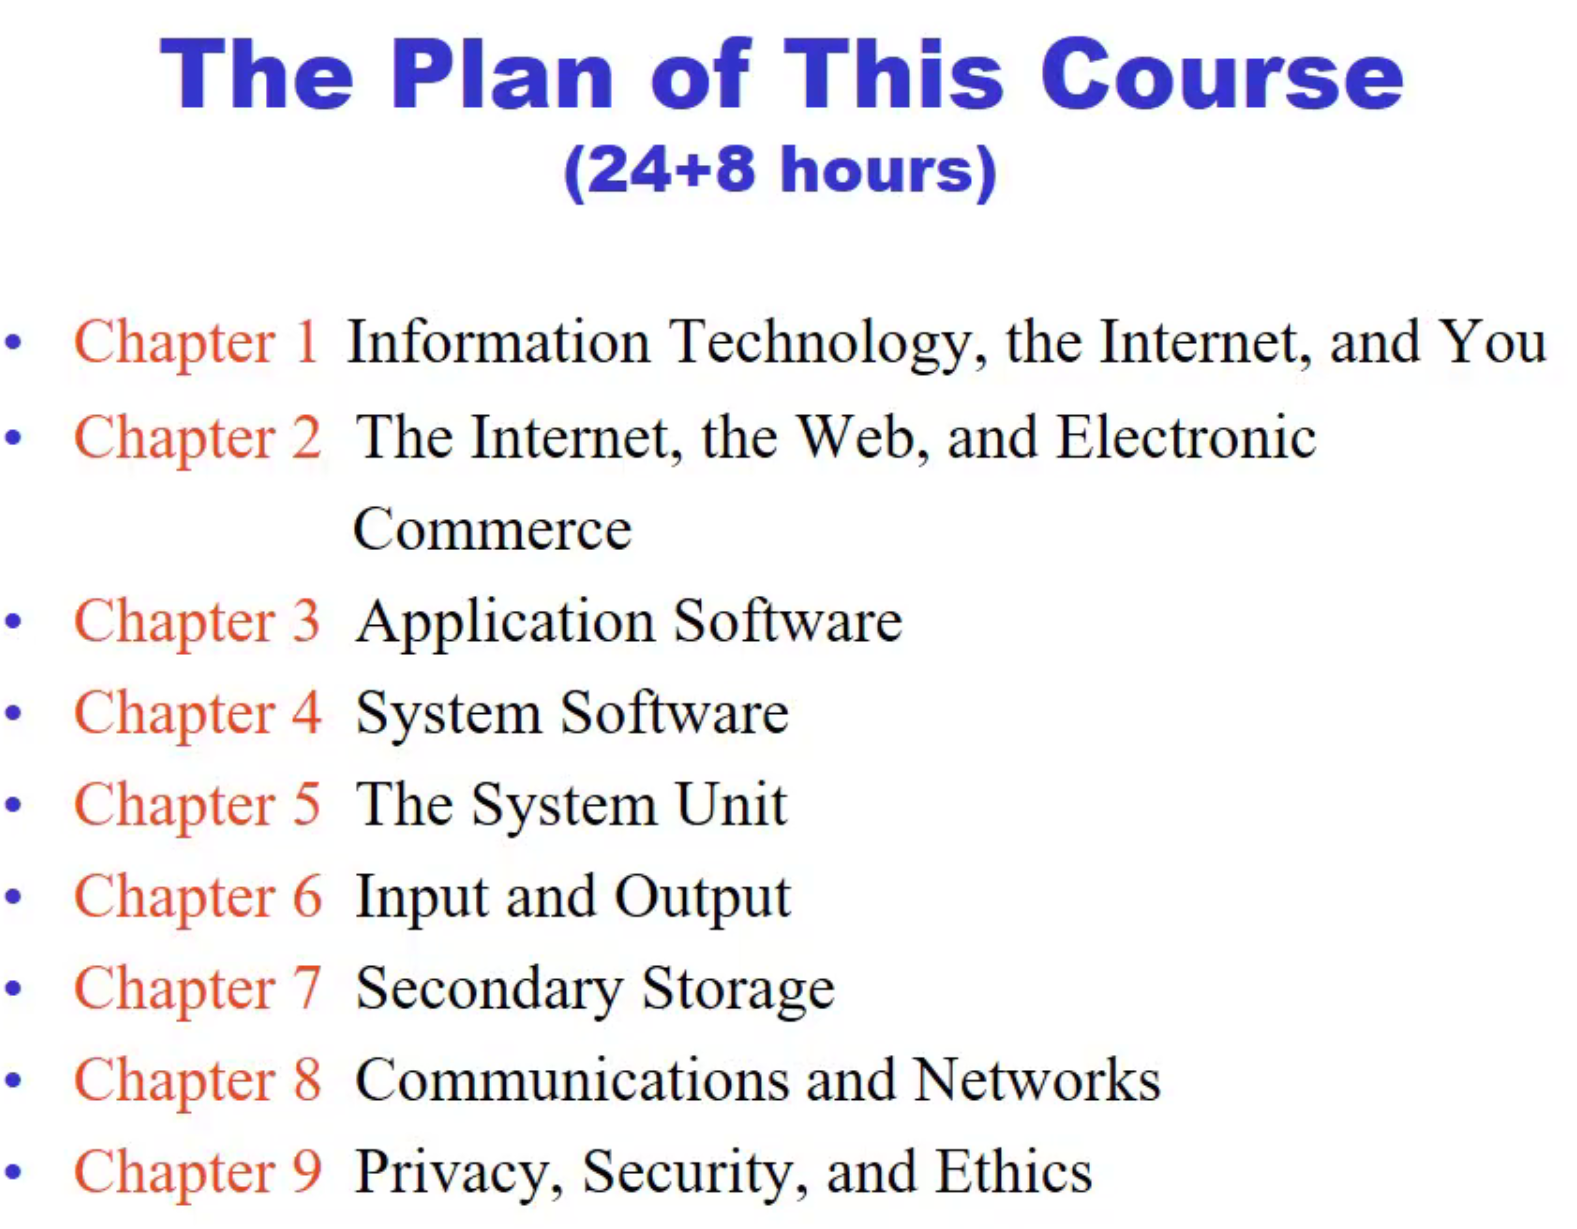 The Plan of This Course
(24+8 hours)
• Chapter 1 Information Technology, the Internet, and You
• Chapter 2 The Internet, the Web, and Electronic
Commerce
• Chapter 3 Application Software
• Chapter 4 System Software
• Chapter 5 The System Unit
• Chapter 6 Input and Output
• Chapter 7 Secondary Storage
• Chapter 8 Communications and Networks
• Chapter 9 Privacy, Security, and Ethics